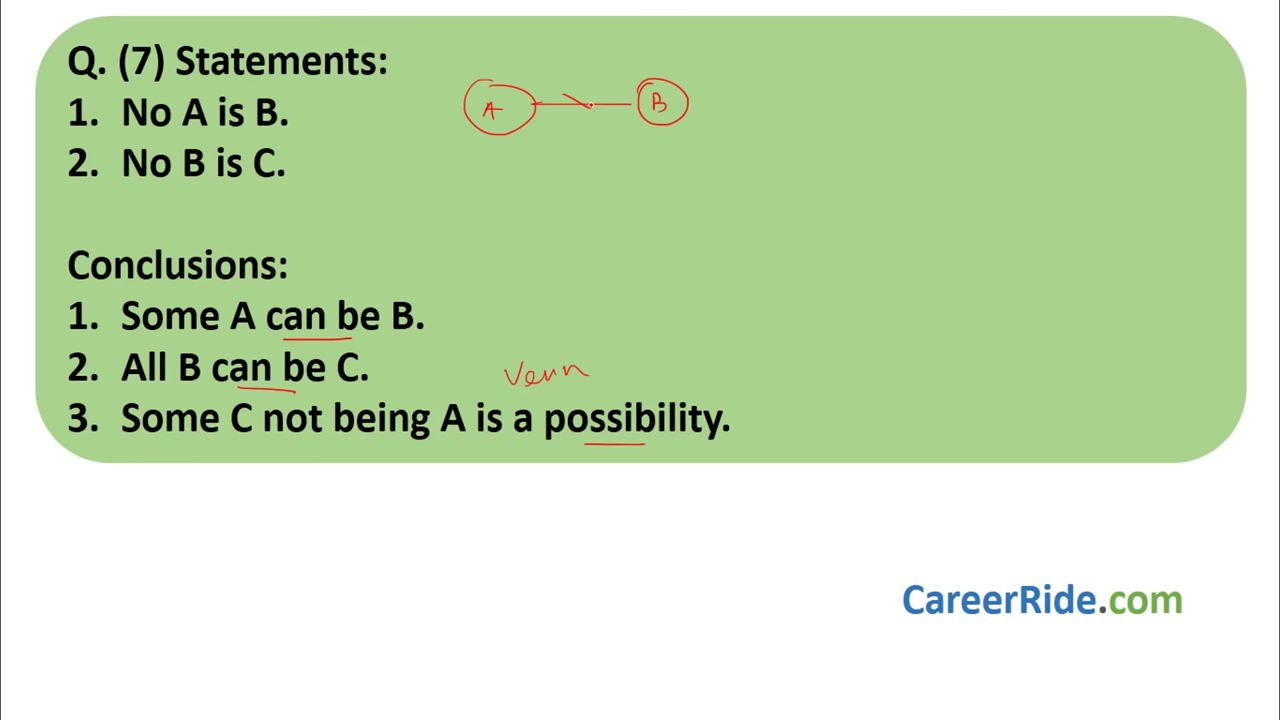 Q. (7) Statements:
1. No A is B.
A
B
2. No B is C.
Conclusions:
1. Some A can be B.
2. All B can be C.
Venn
3. Some C not being A is a possibility.
CareerRide.com